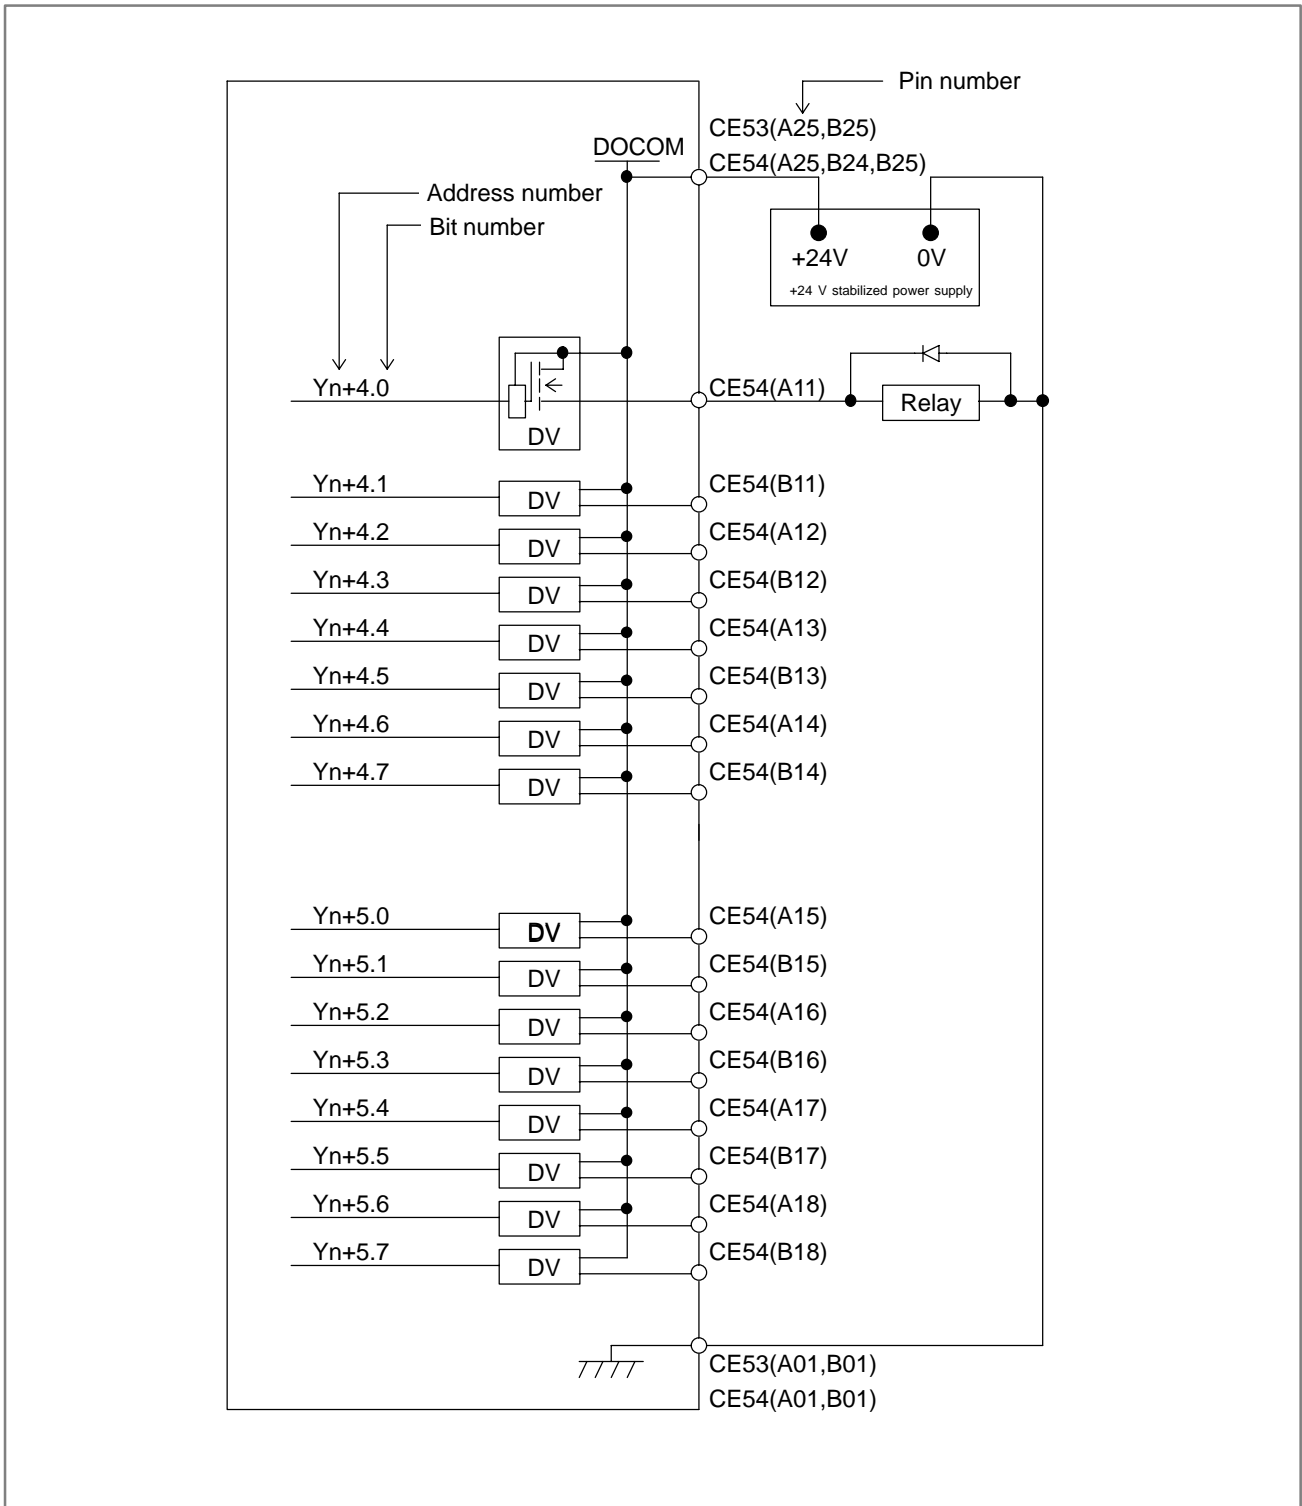 Pin number
CE53(A25,B25)
DOCOM
CE54(A25,B24,B25)
Address number
Bit number
+24V 0V
+24 V stabilized power supply
Yn+4.0
DV
CE54(A11)
Relay
Yn+4.1 DV CE54(B11)
Yn+4.2 DV CE54(A12)
Yn+4.3 DV CE54(B12)
Yn+4.4 DV CE54(A13)
Yn+4.5 DV CE54(B13)
Yn+4.6 DV CE54(A14)
Yn+4.7 DV CE54(B14)
Yn+5.0 DV CE54(A15)
Yn+5.1 DV CE54(B15)
Yn+5.2 DV CE54(A16)
Yn+5.3 DV CE54(B16)
Yn+5.4 DV CE54(A17)
Yn+5.5 DV CE54(B17)
Yn+5.6 DV CE54(A18)
Yn+5.7 DV CE54(B18)
CE53(A01,B01)
CE54(A01,B01)